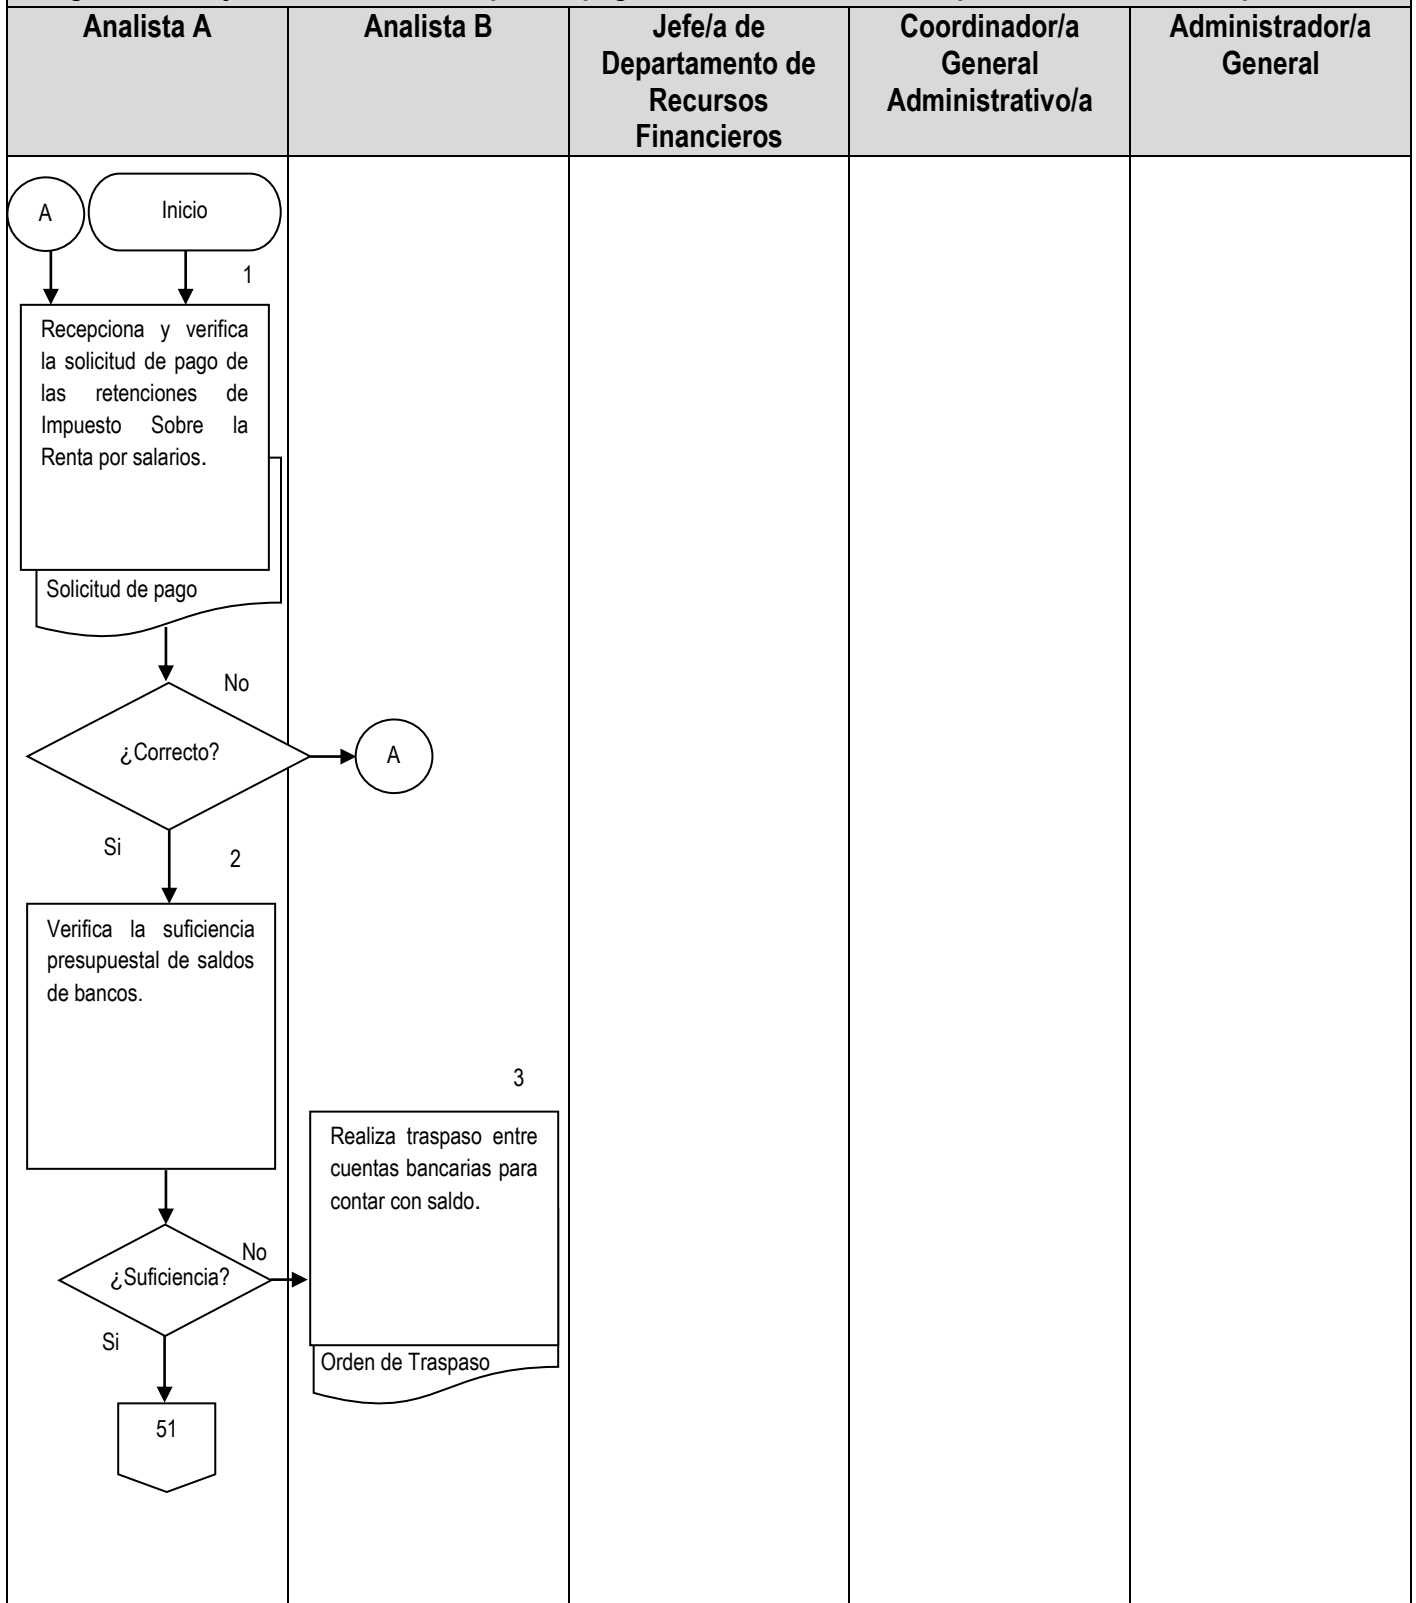 Analista A
Analista B
Jefe/a de
Departamento de
Recursos
Financieros
Coordinador/a
General
Administrativo/a
Administrador/a
General
A
Inicio
1
Recepciona y verifica
la solicitud de pago de
las retenciones de
Impuesto Sobre la
Renta por salarios.
Solicitud de pago
No
¿Correcto?
A
Si
2
Verifica la suficiencia
presupuestal de saldos
de bancos.
3
Realiza traspaso entre
cuentas bancarias para
contar con saldo.
No
¿Suficiencia?
Si
Orden de Traspaso
51